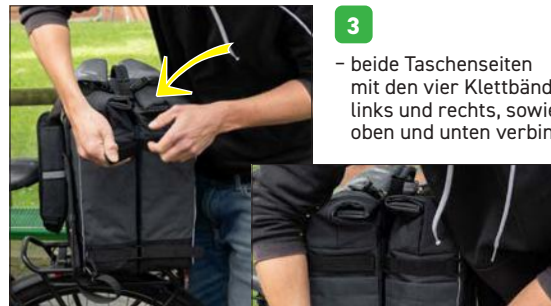 3
– beide Taschenseiten
mit den vier Klettbänd
links und rechts, sowie
oben und unten verbin